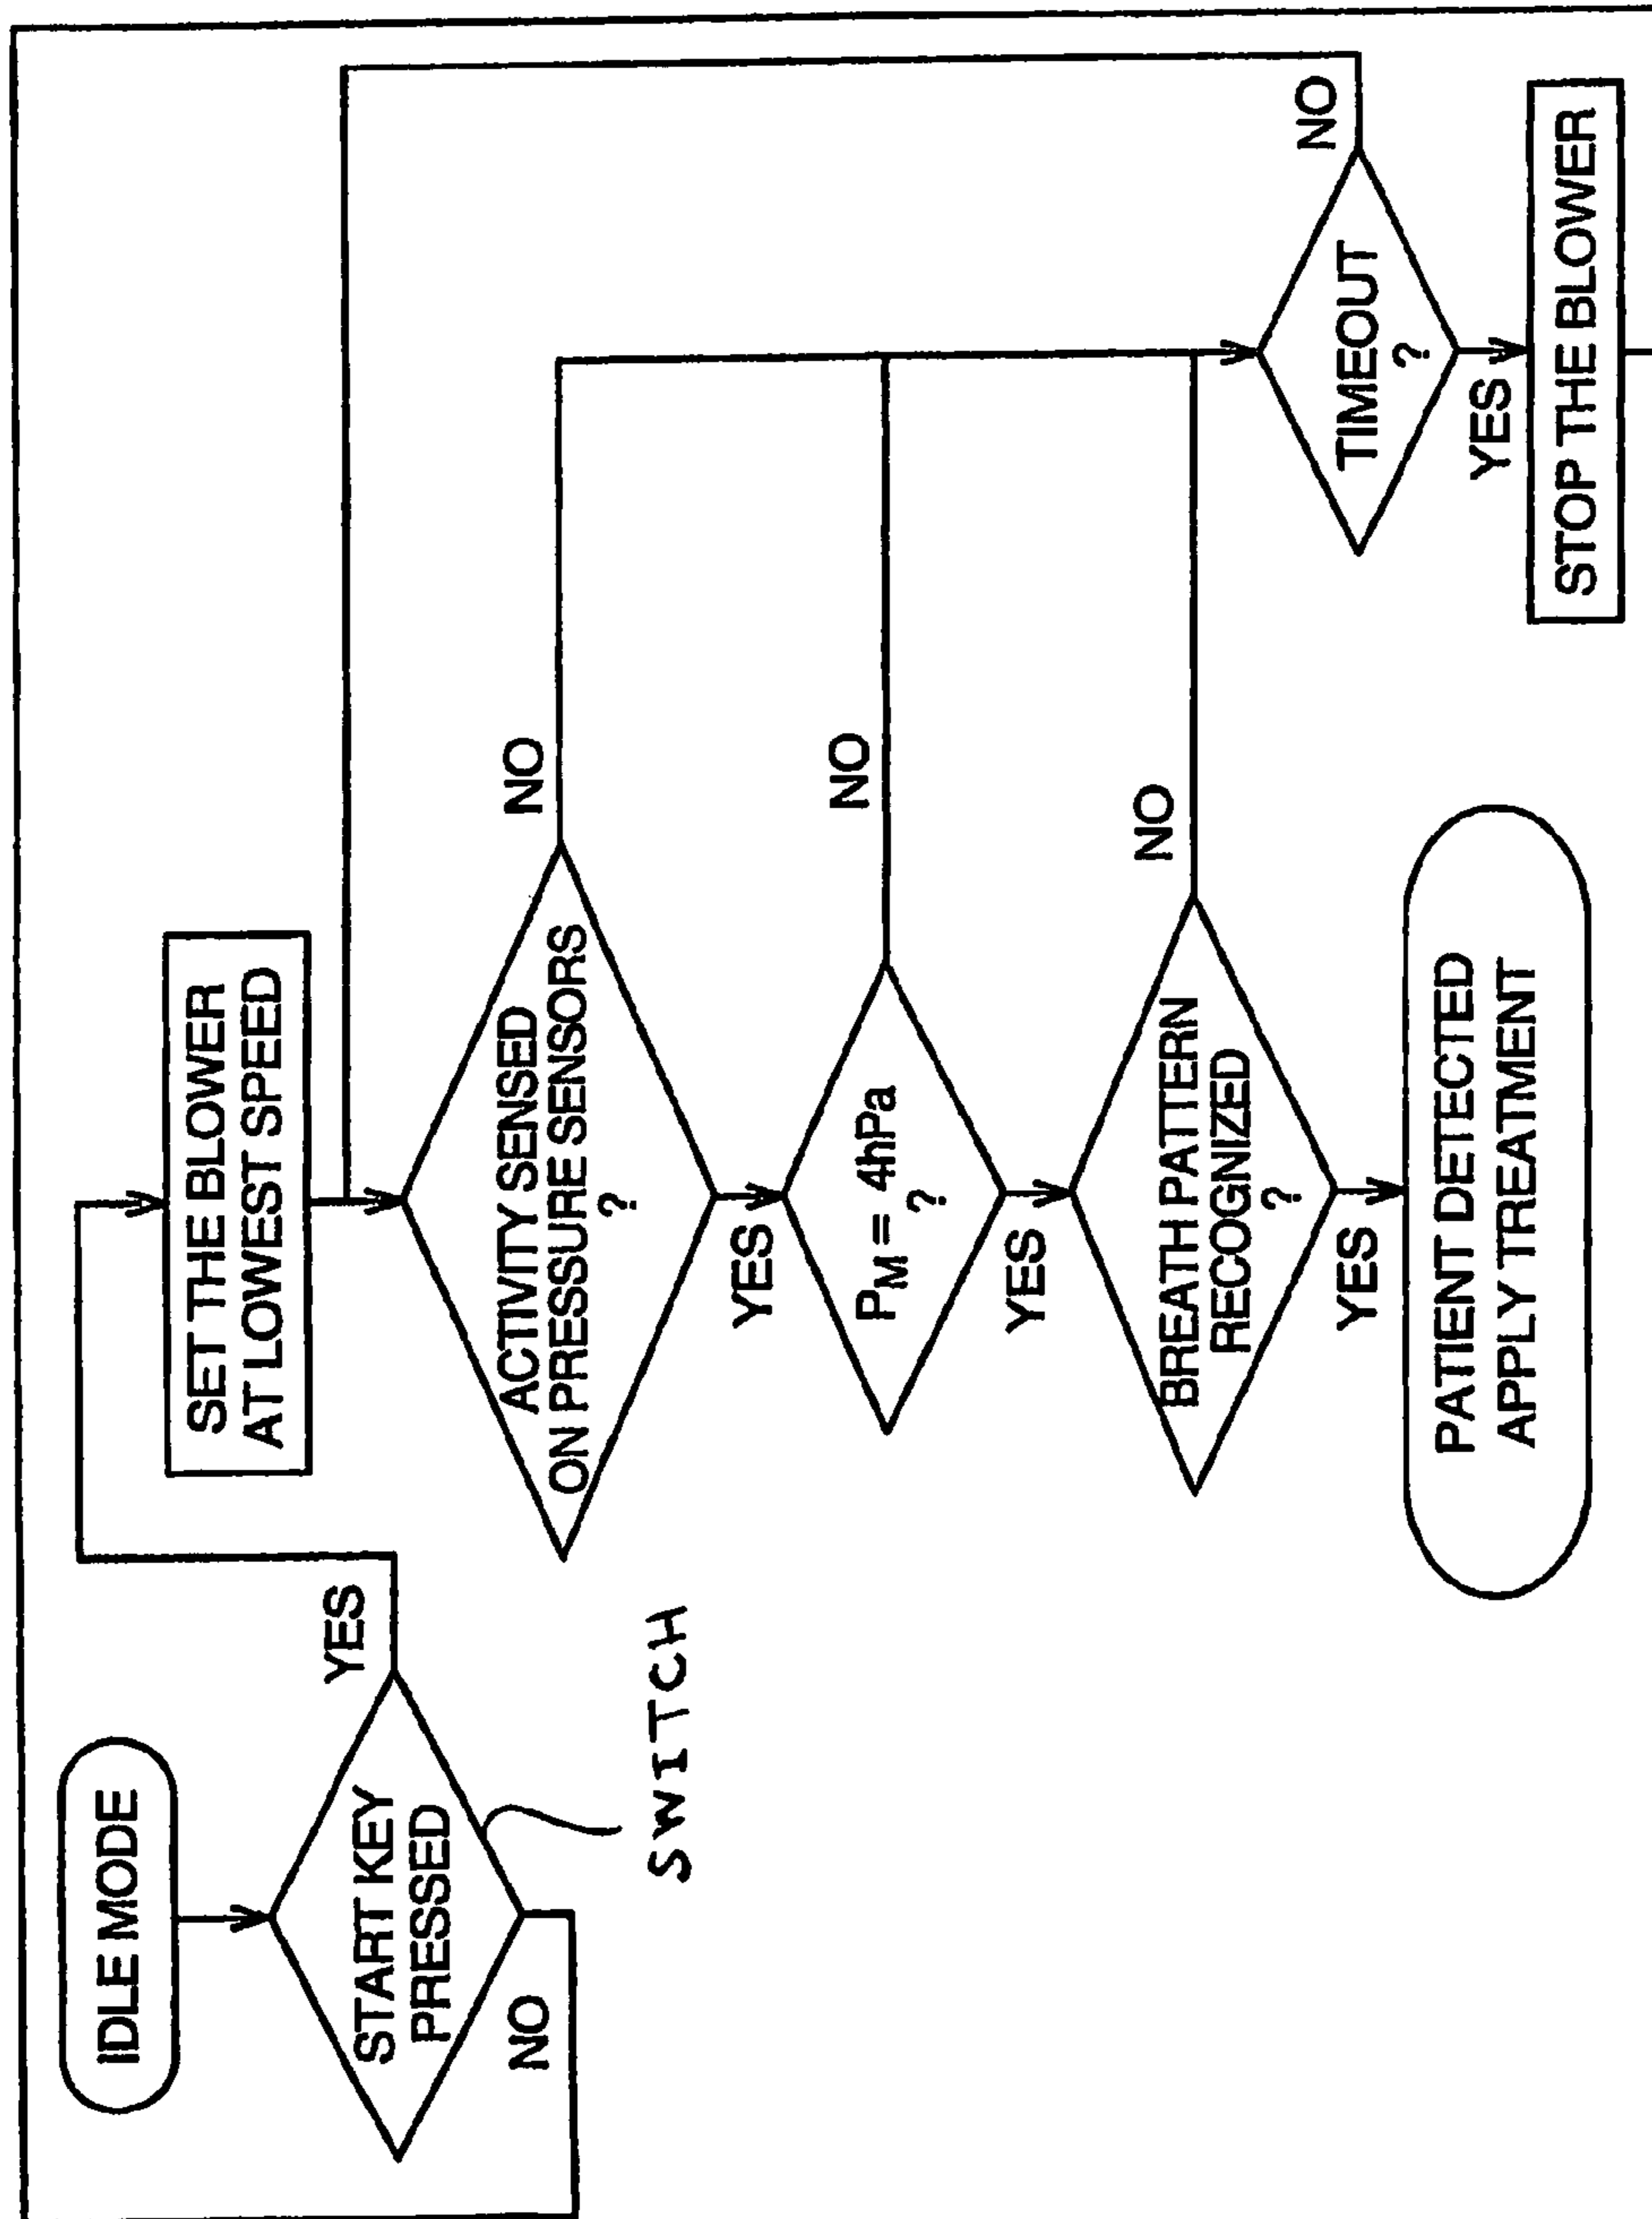 IDLE MODE
START KEY
PRESSED
YES
NO
SWITCH
SET THE BLOWER
AT LOWEST SPEED
ACTIVITY SENSED
ON PRESSURE SENSORS
?
NO
YES
PM = 4hPa
?
NO
YES
BREATH PATTERN
RECOGNIZED
?
NO
YES
PATIENT DETECTED
APPLY TREATMENT
TIMEOUT
?
NO
YES
STOP THE BLOWER